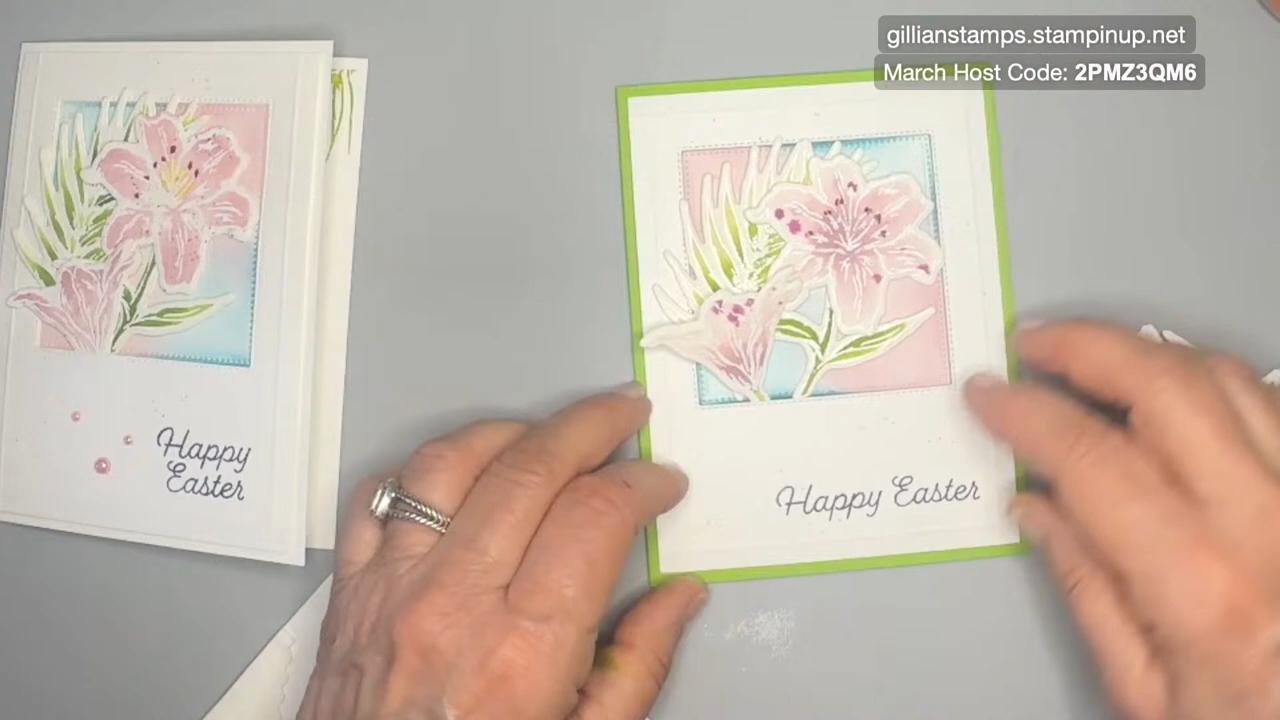 gillianstamps.stampinup.net
March Host Code: 2PMZ3QM6
Happy
Easter
Happy Easter